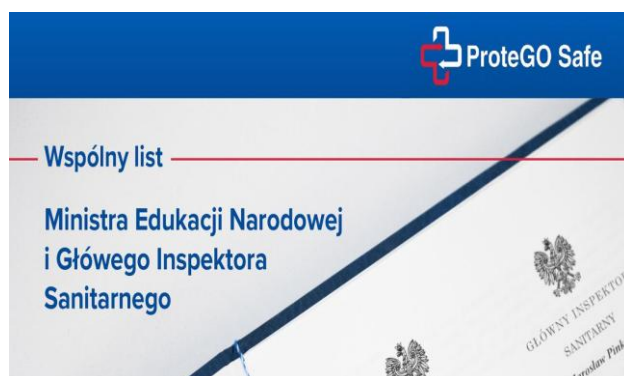 ProteGO Safe
Wspólny list
Ministra Edukacji Narodowej
i Głównego Inspektora
Sanitarnego
GŁÓWNY INSPEKTOR
SANITARNY